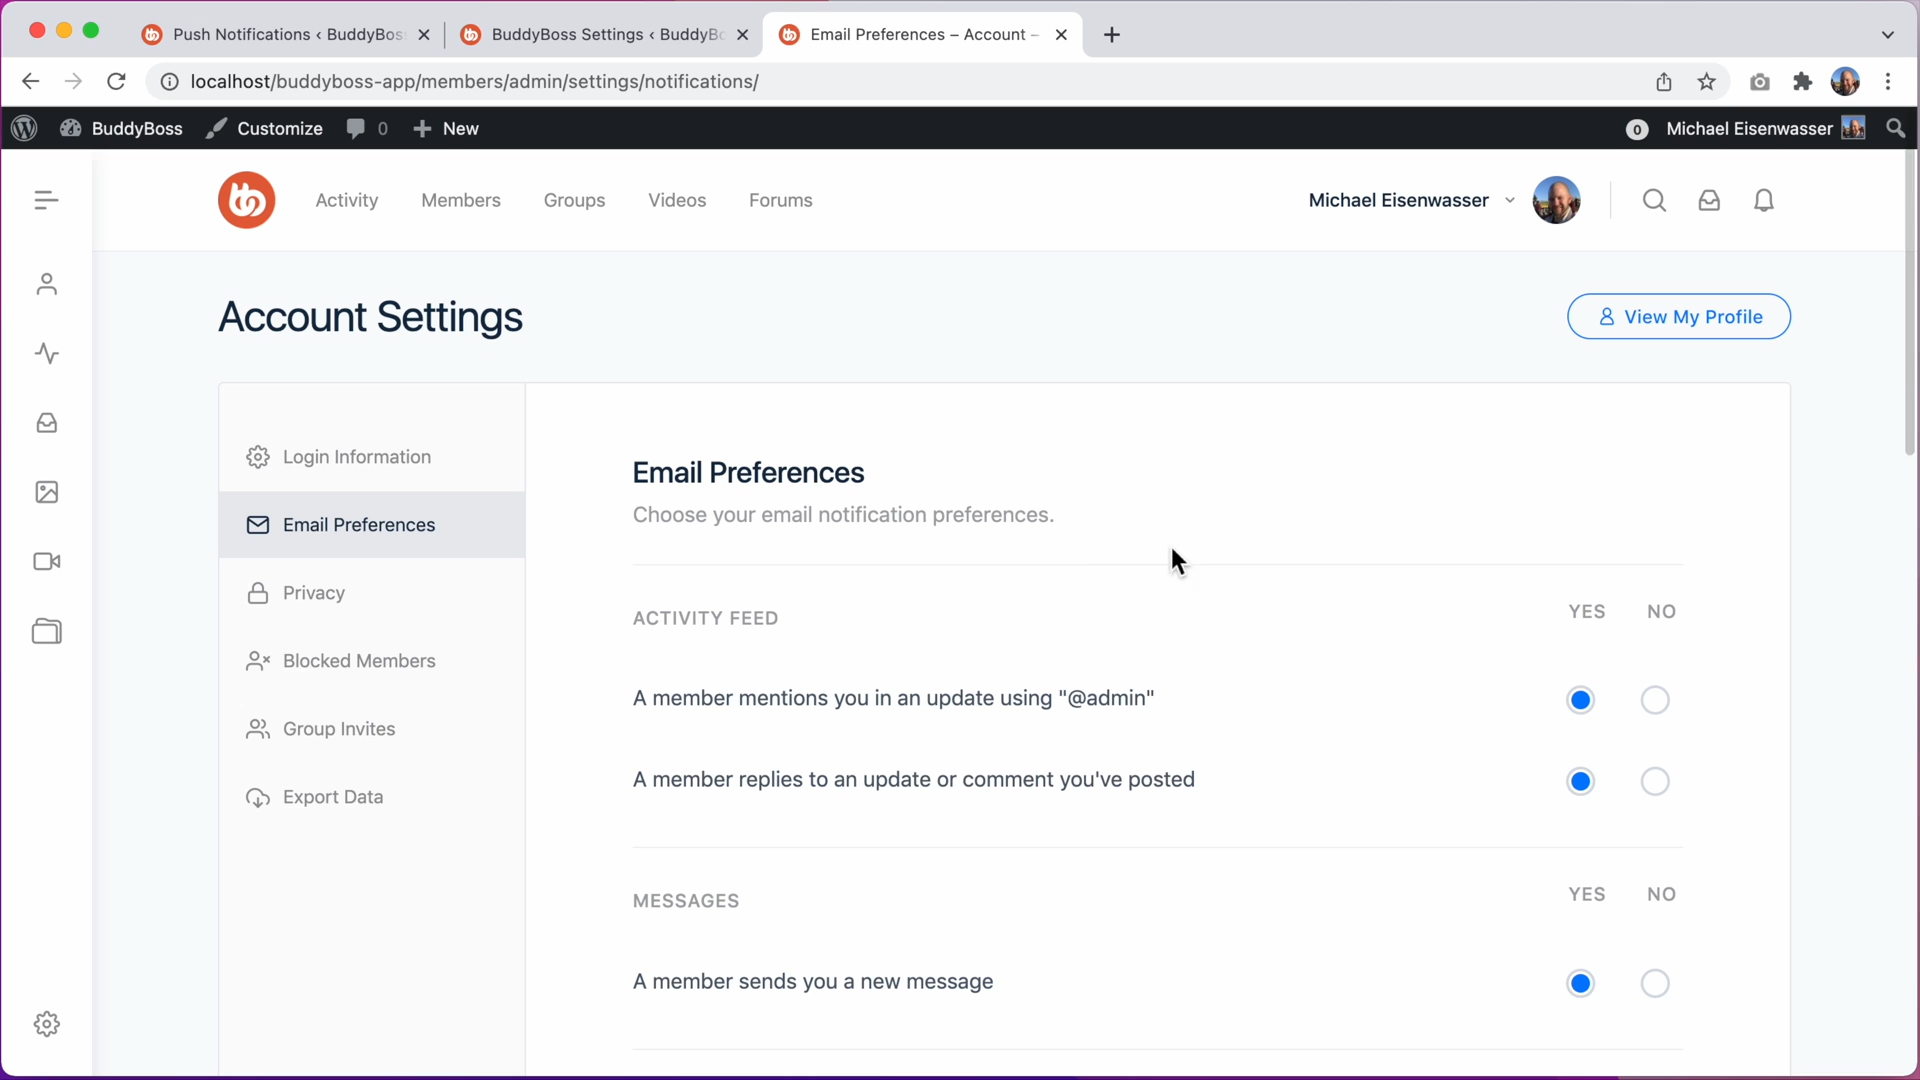 Push Notifications ‹ BuddyBos
BuddyBoss Settings ‹ BuddyBo
Email Preferences – Account –
localhost/buddyboss-app/members/admin/settings/notifications/
BuddyBoss
Customize
0
New
0
Michael Eisenwasser
Activity
Members
Groups
Videos
Forums
Michael Eisenwasser
Account Settings
View My Profile
Login Information
Email Preferences
Privacy
Blocked Members
Group Invites
Export Data
Email Preferences
Choose your email notification preferences.
ACTIVITY FEED
YES
NO
A member mentions you in an update using "@admin"
A member replies to an update or comment you've posted
MESSAGES
YES
NO
A member sends you a new message